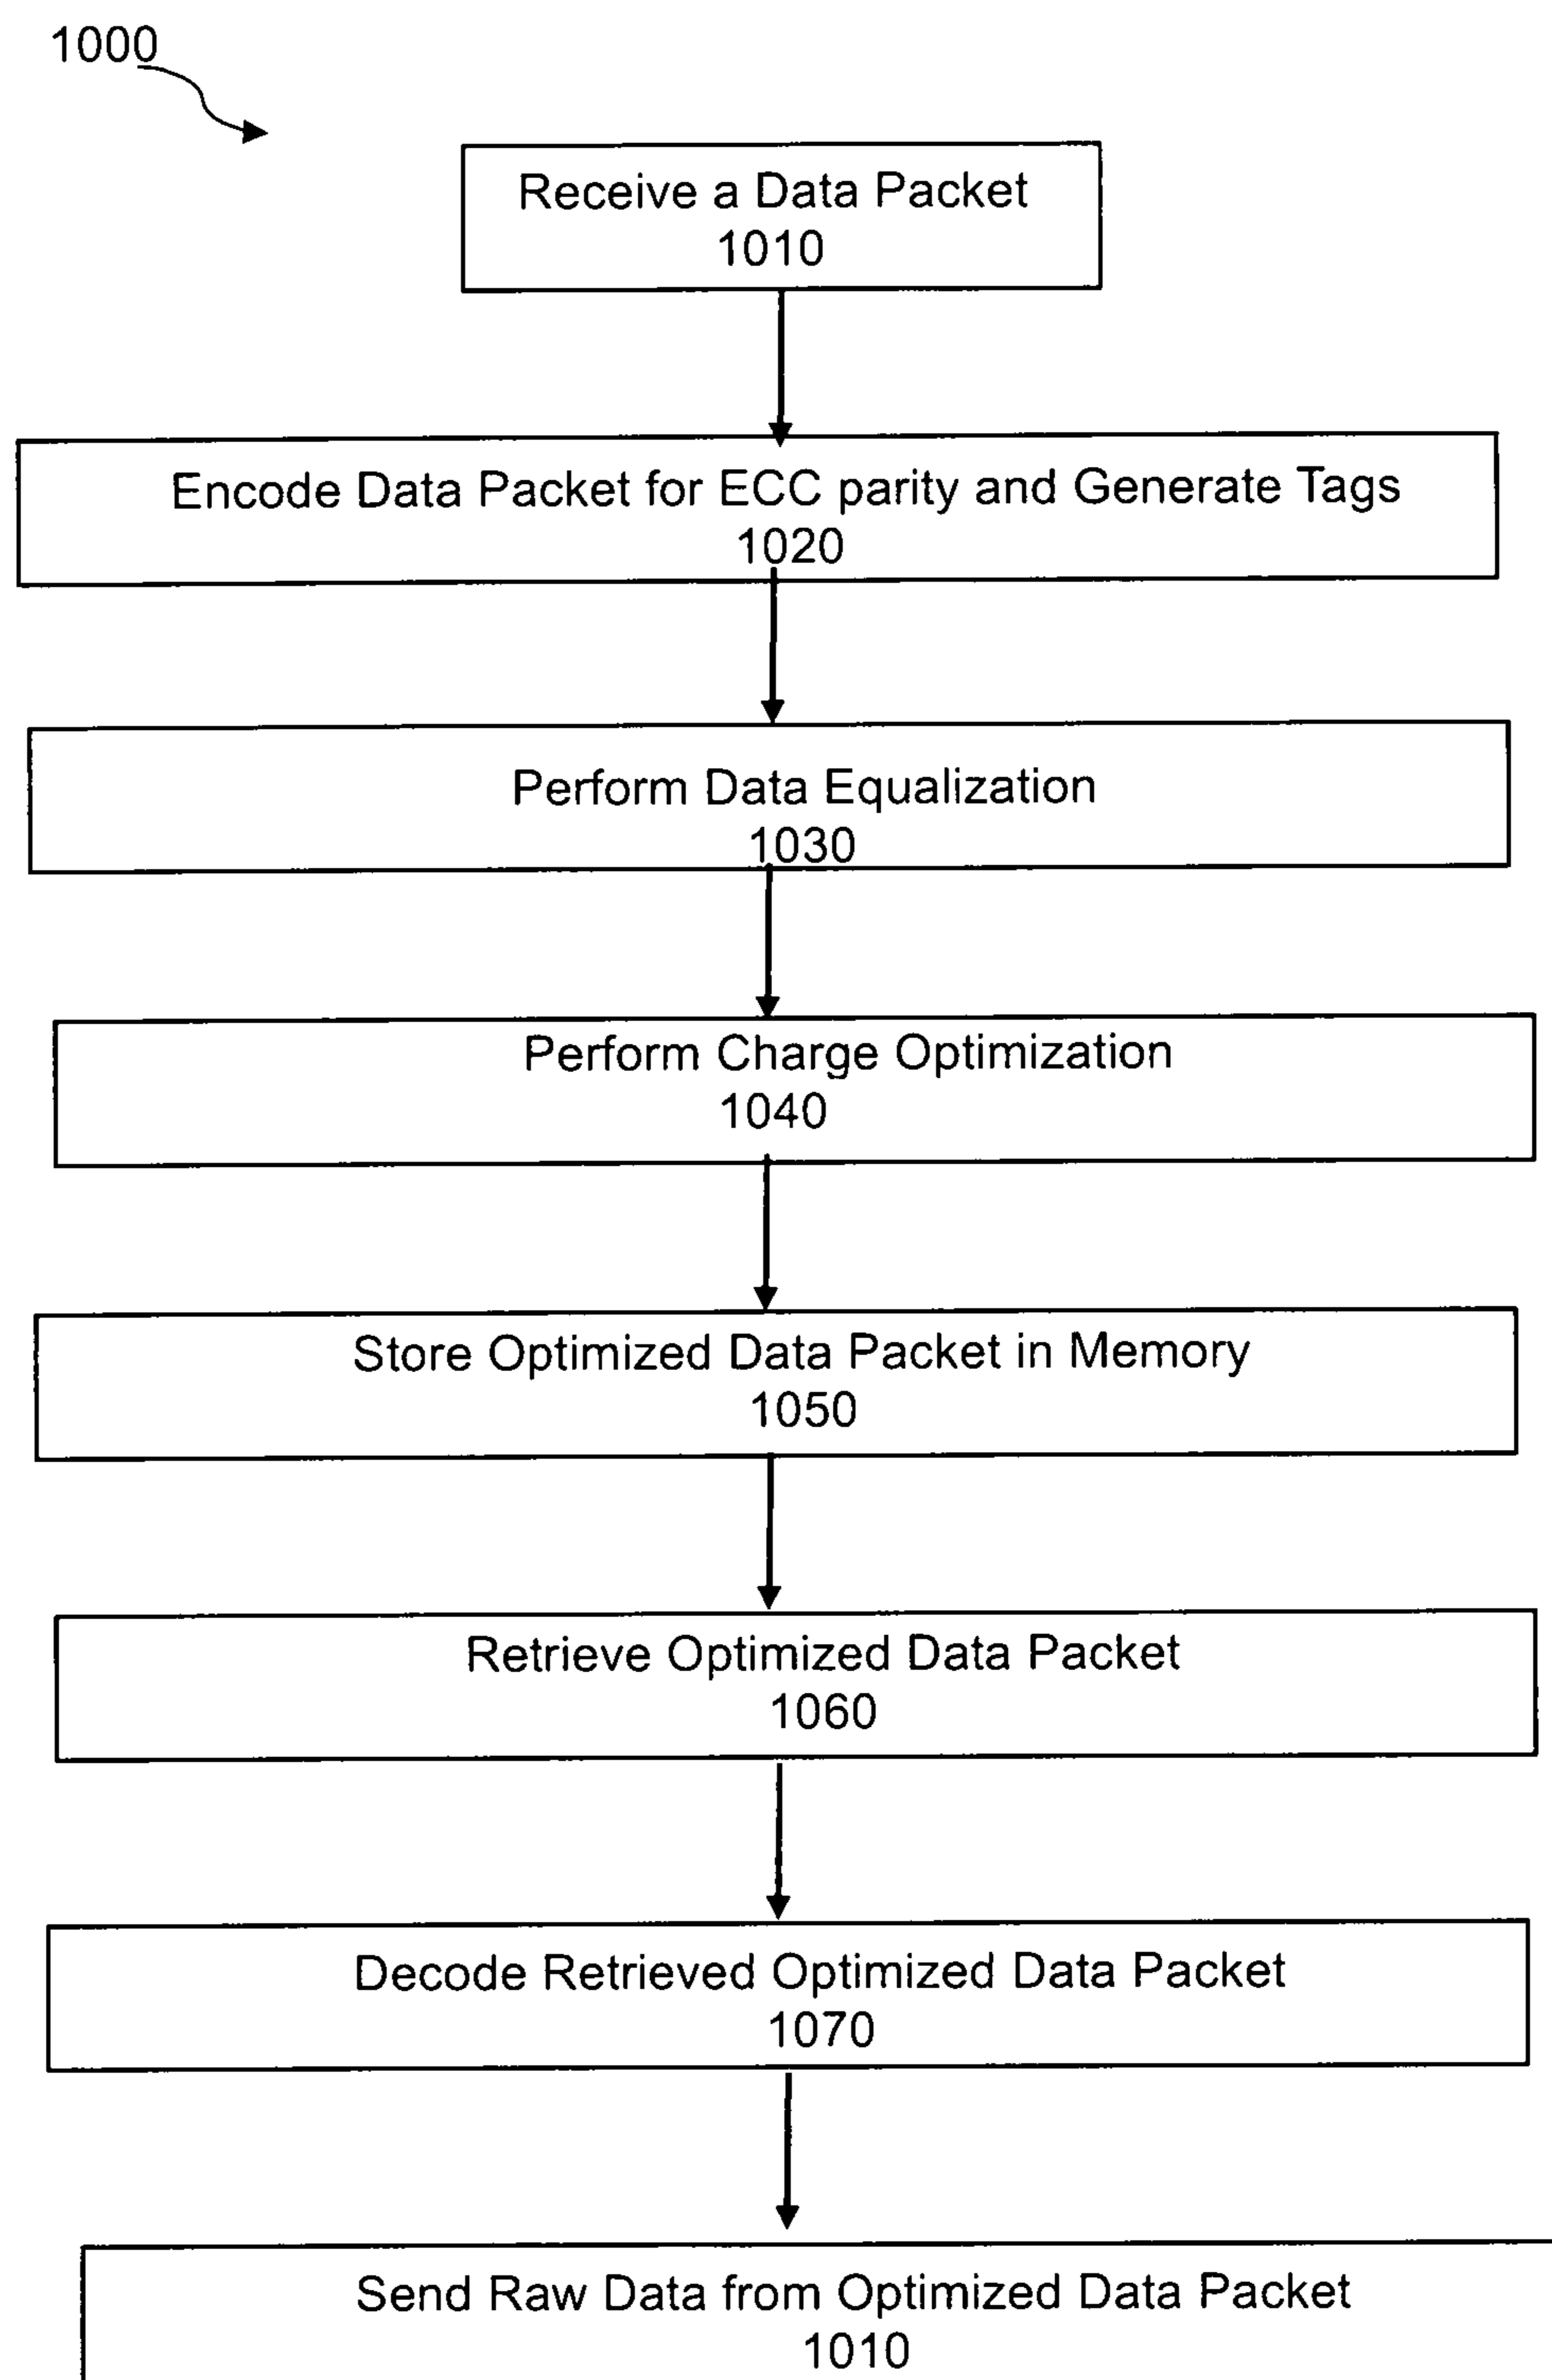 1000
Receive a Data Packet
1010
Encode Data Packet for ECC parity and Generate Tags
1020
Perform Data Equalization
1030
Perform Charge Optimization
1040
Store Optimized Data Packet in Memory
1050
Retrieve Optimized Data Packet
1060
Decode Retrieved Optimized Data Packet
1070
Send Raw Data from Optimized Data Packet
1010